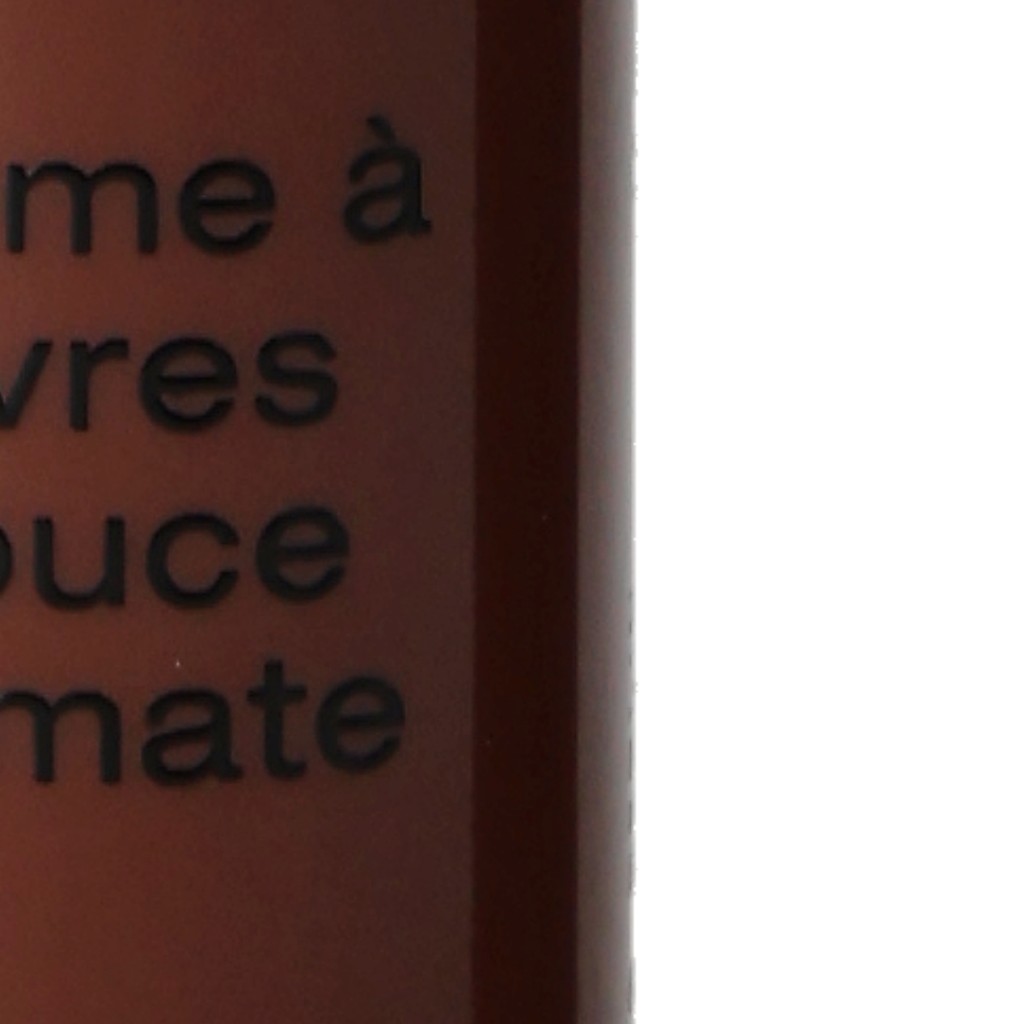 me à
vres
ouce
mate